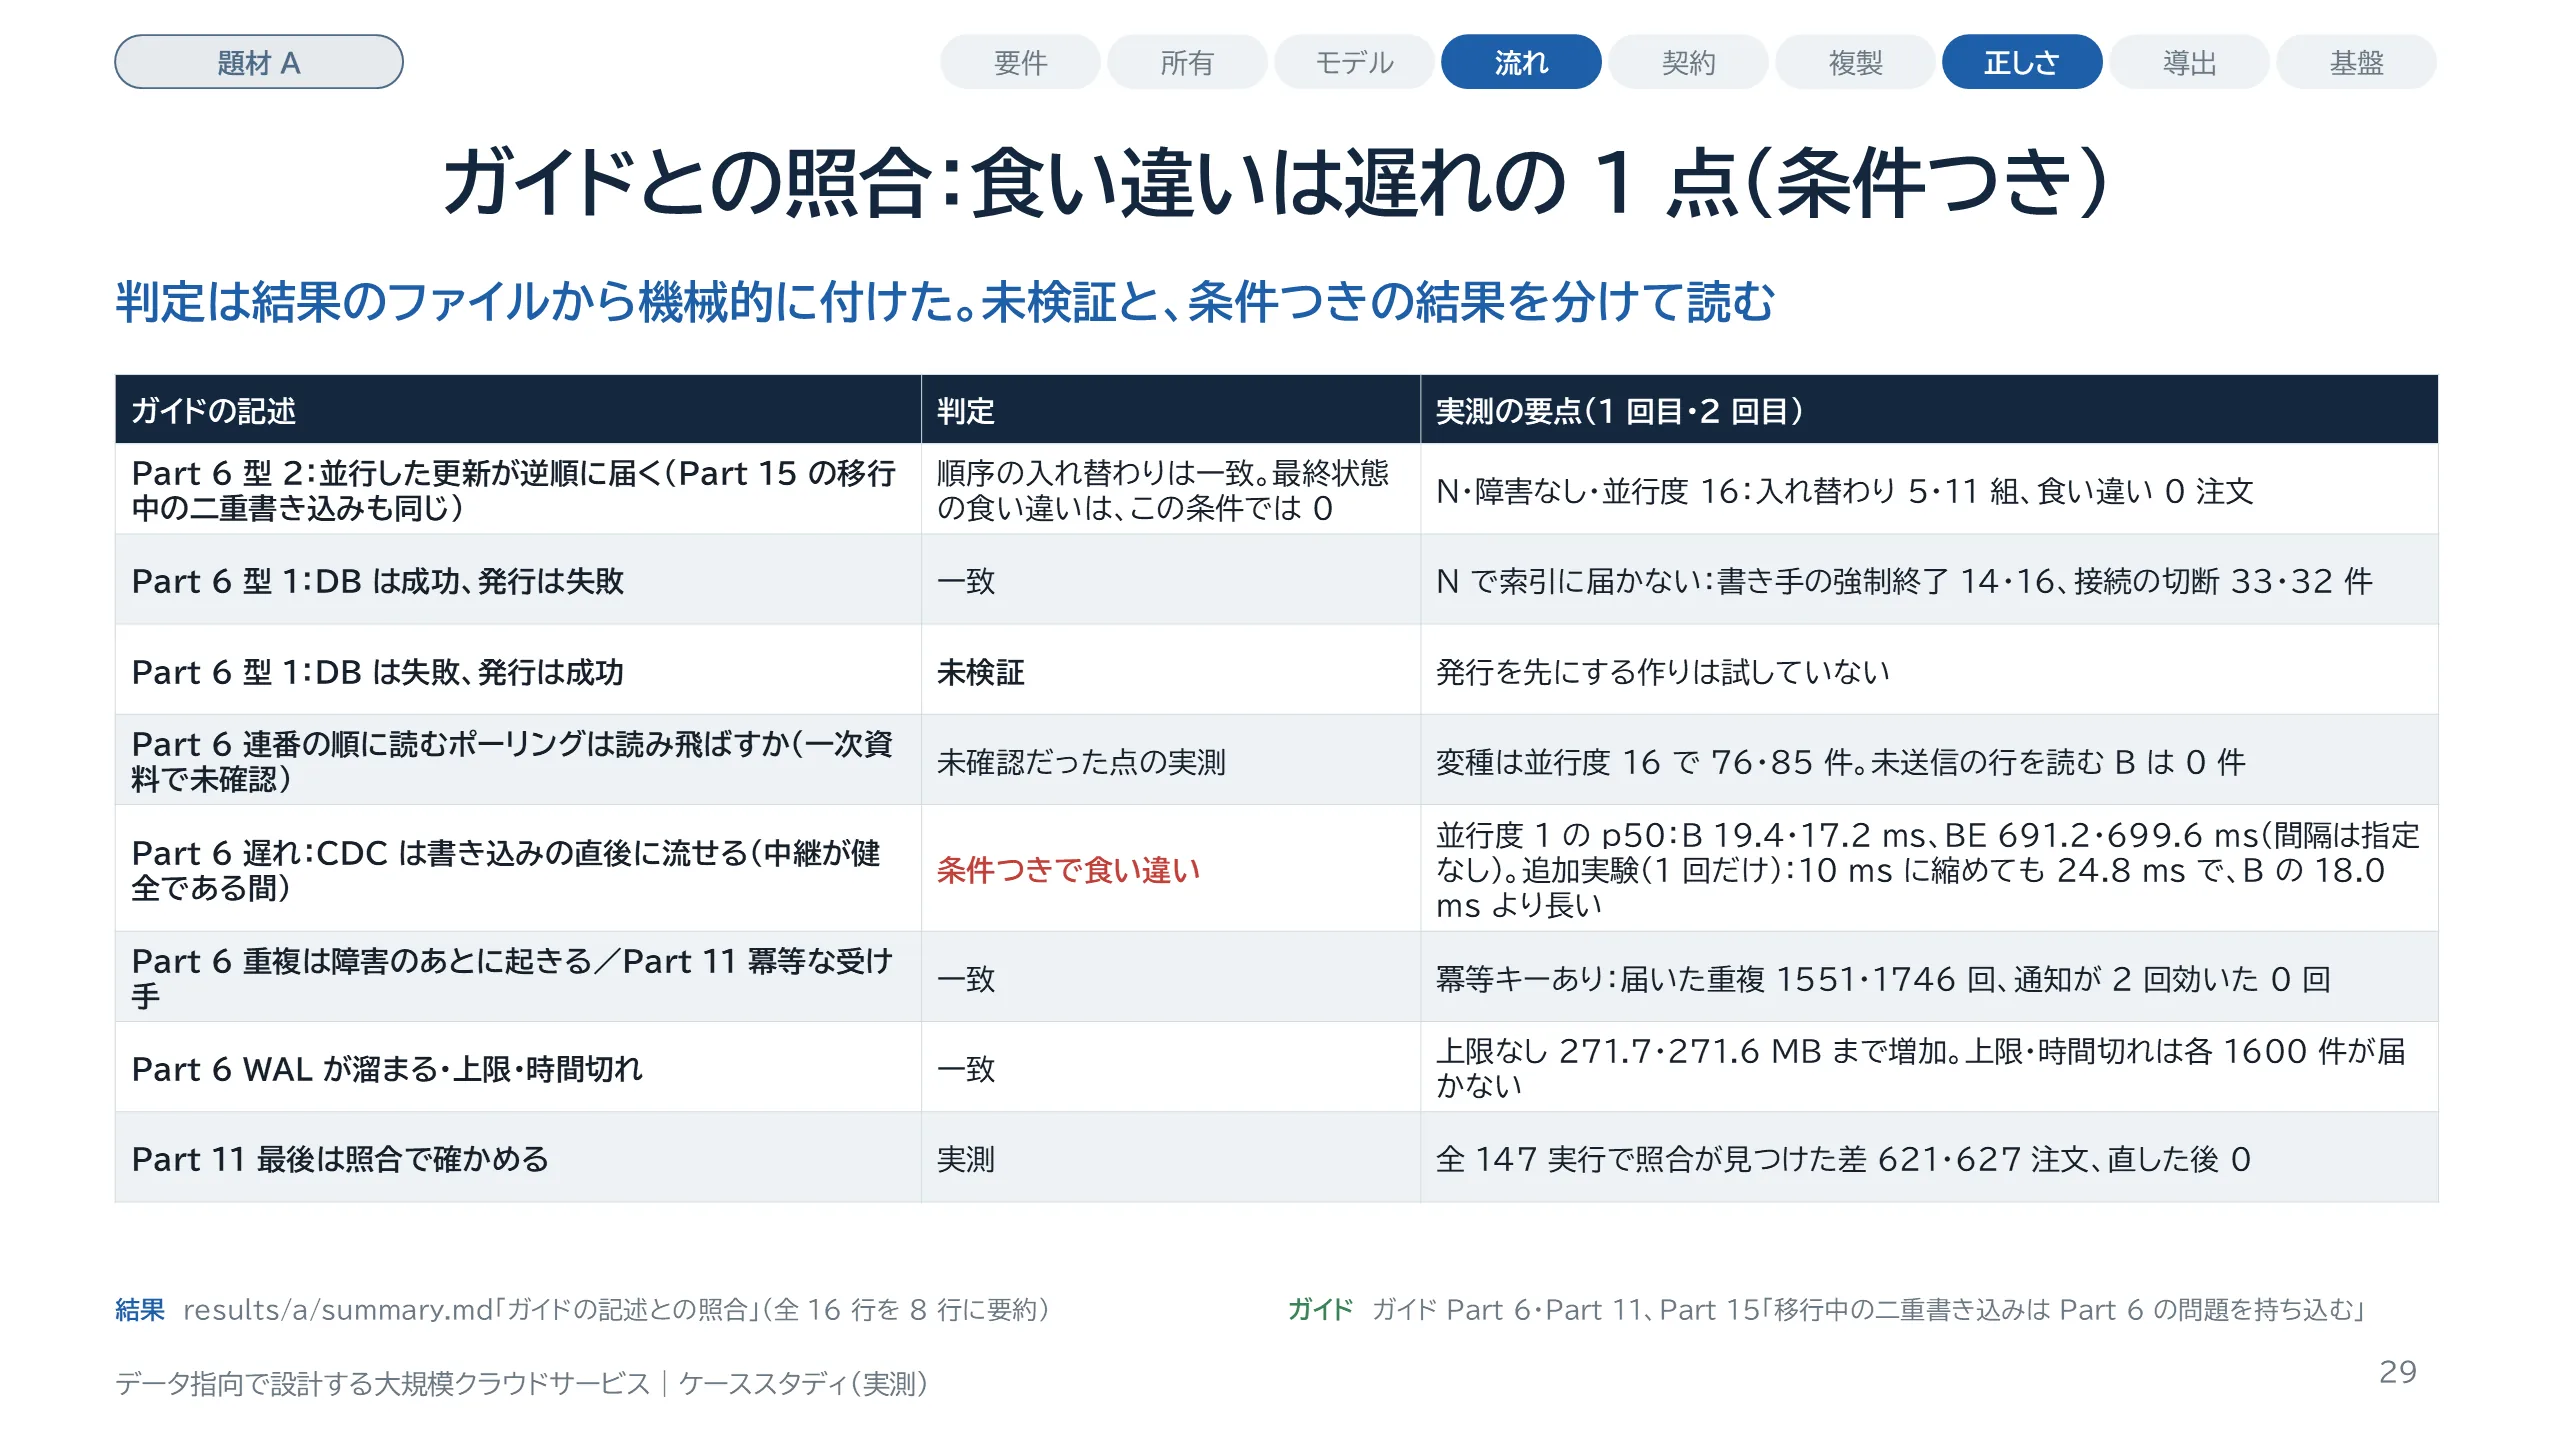 題材 A
要件
所有
モデル
流れ
契約
複製
正しさ
導出
基盤
ガイドとの照合：食い違いは遅れの 1 点（条件つき）
判定は結果のファイルから機械的に付けた。未検証と、条件つきの結果を分けて読む
ガイドの記述
判定
実測の要点（1 回目・2 回目）
Part 6 型 2：並行した更新が逆順に届く（Part 15 の移行
中の二重書き込みも同じ）
順序の入れ替わりは一致。最終状態
の食い違いは、この条件では 0
N・障害なし・並行度 16：入れ替わり 5・11 組、食い違い 0 注文
Part 6 型 1：DB は成功、発行は失敗
一致
N で索引に届かない：書き手の強制終了 14・16、接続の切断 33・32 件
Part 6 型 1：DB は失敗、発行は成功
未検証
発行を先にする作りは試していない
Part 6 連番の順に読むポーリングは読み飛ばすか（一次資
料で未確認）
未確認だった点の実測
変種は並行度 16 で 76・85 件。未送信の行を読む B は 0 件
Part 6 遅れ：CDC は書き込みの直後に流せる（中継が健
全である間）
条件つきで食い違い
並行度 1 の p50：B 19.4・17.2 ms、BE 691.2・699.6 ms（間隔は指定
なし）。追加実験（1 回だけ）：10 ms に縮めても 24.8 ms で、B の 18.0
ms より長い
Part 6 重複は障害のあとに起きる／Part 11 冪等な受け
手
一致
冪等キーあり：届いた重複 1551・1746 回、通知が 2 回効いた 0 回
Part 6 WAL が溜まる・上限・時間切れ
一致
上限なし 271.7・271.6 MB まで増加。上限・時間切れは各 1600 件が届
かない
Part 11 最後は照合で確かめる
実測
全 147 実行で照合が見つけた差 621・627 注文、直した後 0
結果 results/a/summary.md「ガイドの記述との照合」（全 16 行を 8 行に要約）
ガイド ガイド Part 6・Part 11、Part 15「移行中の二重書き込みは Part 6 の問題を持ち込む」
データ指向で設計する大規模クラウドサービス｜ケーススタディ（実測）
29